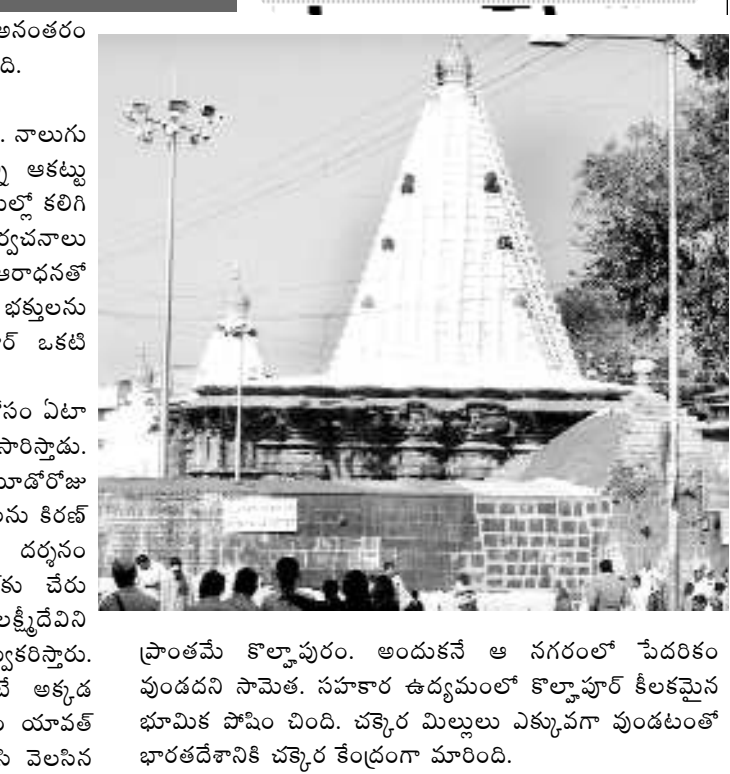 అనంతరం
ది.
. నాలుగు
ఆకట్టు
ల్లో కలిగి
ర్వచనాలు
ఆరాధనతో
భక్తులను
ర్ ఒకటి
సం ఏటా
సారిస్తాడు.
మూడోరోజు
ను కిరణ్
దర్శనం
కు చేరు
లక్ష్మీదేవిని
కరిస్తారు.
అక్కడ
యావత్
వెలసిన
ప్రాంతమే కొల్హాపురం. అందుకనే ఆ నగరంలో పేదరికం
వుండదని సామెత. సహకార ఉద్యమంలో కొల్హాపూర్ కీలకమైన
భూమిక పోషిం చింది. చక్కెర మిల్లులు ఎక్కువగా వుండటంతో
భారతదేశానికి చక్కెర కేంద్రంగా మారింది.